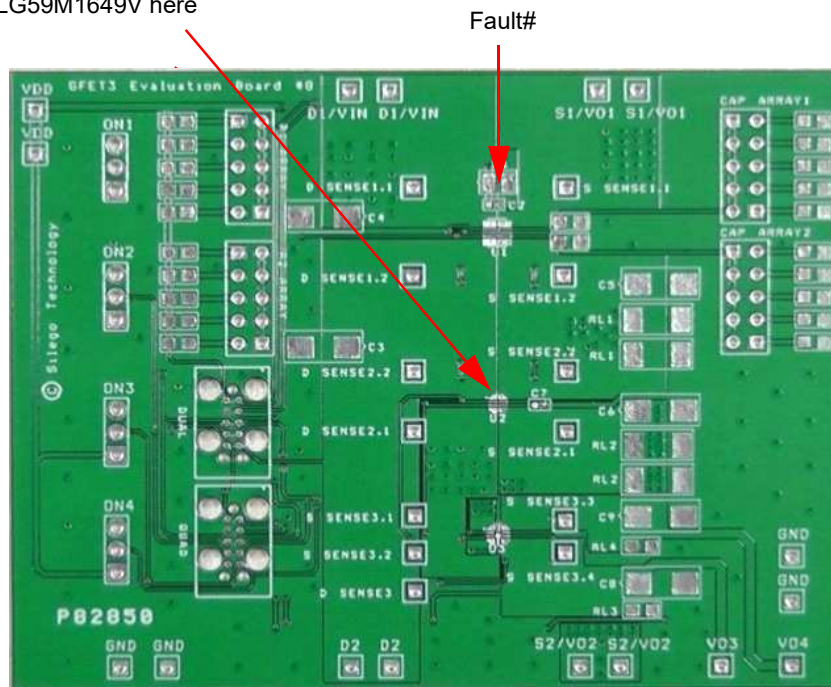 LG59M1649V here
Fault#
GFET3 Evaluation Board #0
VDD
VDD
D1/VIN D1/VIN
S1/VO1 S1/VO1
CAP ARRAY1
ON1
D SENSE1.1
S SENSE1.1
C2
C4
U1
CAP ARRAY2
ON2
ARRAY
D SENSE1.2
S SENSE1.2
C5
RL1
© Silego Technology
C3
S SENSE2.2
RL1
D SENSE2.2
ON3
DUAL
C7
U2
C6
D SENSE2.1
S SENSE2.1
RL2
RL2
ON4
QUAD
S SENSE3.3
S SENSE3.1
C9
U3
GND
S SENSE3.2
RL4
S SENSE3.4
GND
D SENSE3
C8
P82850
RL3
GND GND
D2 D2
S2/VO2 S2/VO2
VO3
VO4